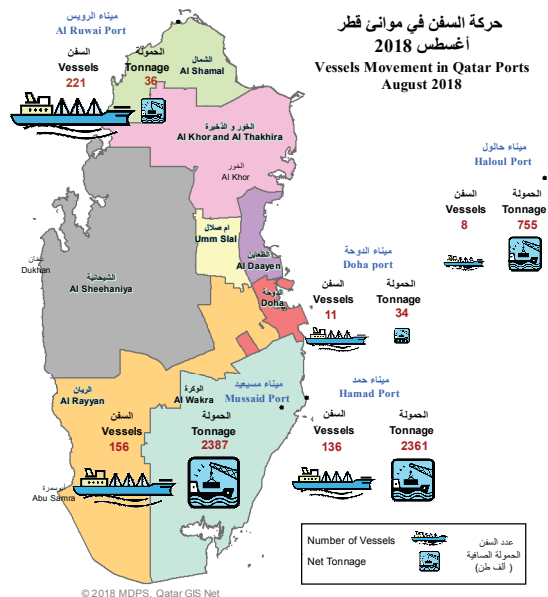 حركة السفن في موانئ قطر
أغسطس 2018
Vessels Movement in Qatar Ports
August 2018
ميناء الرويس
Al Ruwai Port
السفن
Vessels
221
الحمولة
Tonnage
36
الشمال
Al Shamal
الخور و الذخيرة
Al Khor and Al Thakhira
الخور
Al Khor
ميناء حالول
Haloul Port
السفن
Vessels
8
الحمولة
Tonnage
755
ام صلال
Umm Slal
الظعاين
Al Daayen
دخان
Dukhan
الشيحانية
Al Sheehaniya
الدوحة
Doha
ميناء الدوحة
Doha port
السفن
Vessels
11
الحمولة
Tonnage
34
الريان
Al Rayyan
الوكرة
Al Wakra
ميناء مسيعيد
Mussaid Port
السفن
Vessels
156
الحمولة
Tonnage
2387
ميناء حمد
Hamad Port
السفن
Vessels
136
الحمولة
Tonnage
2361
أبوسمرة
Abu Samra
Number of Vessels عدد السفن
Net Tonnage الحمولة الصافية
( ألف طن)
© 2018 MDPS, Qatar GIS Net